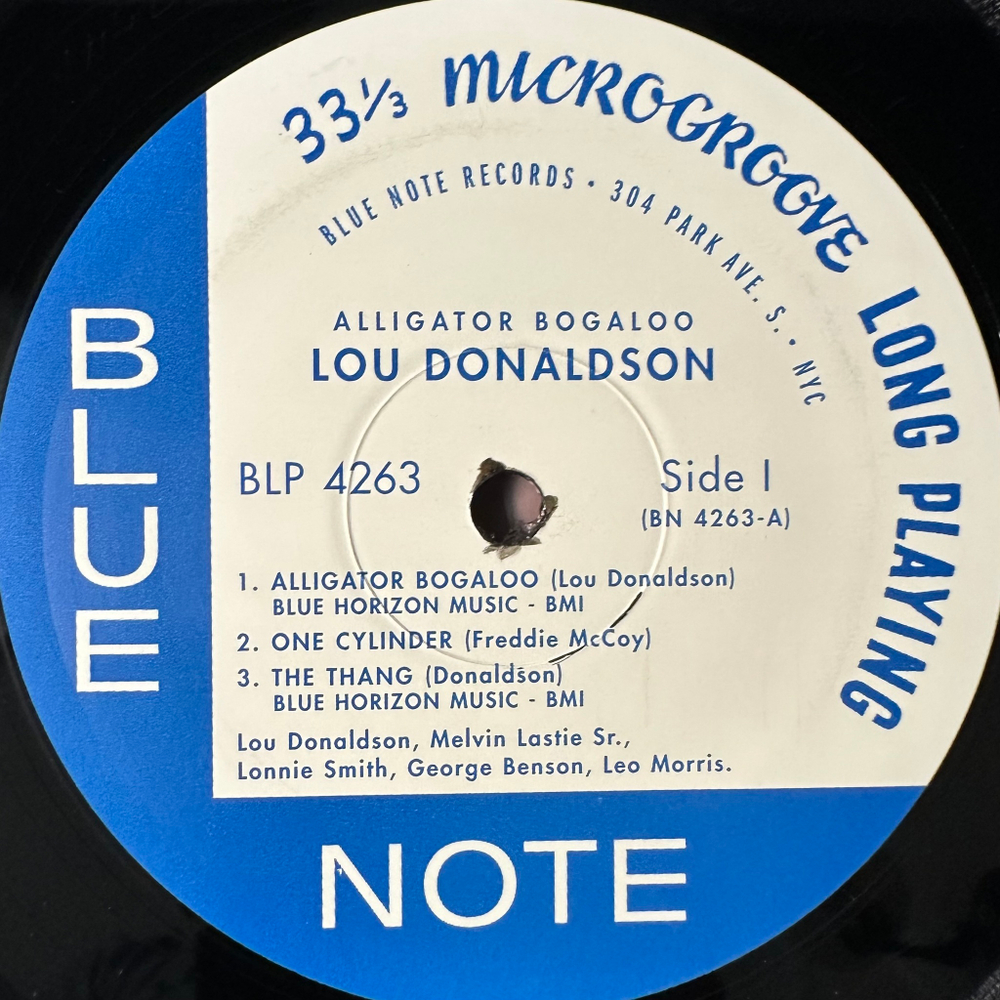 33 1/3 MICROGROOVE LONG PLAYING
BLUE NOTE RECORDS • 304 PARK AVE. S. • NYC
ALLIGATOR BOGALOO
LOU DONALDSON
BLP 4263
Side I
(BN 4263-A)
1. ALLIGATOR BOGALOO (Lou Donaldson)
BLUE HORIZON MUSIC - BMI
2. ONE CYLINDER (Freddie McCoy)
3. THE THANG (Donaldson)
BLUE HORIZON MUSIC - BMI
Lou Donaldson, Melvin Lastie Sr.,
Lonnie Smith, George Benson, Leo Morris.
BLUE
NOTE